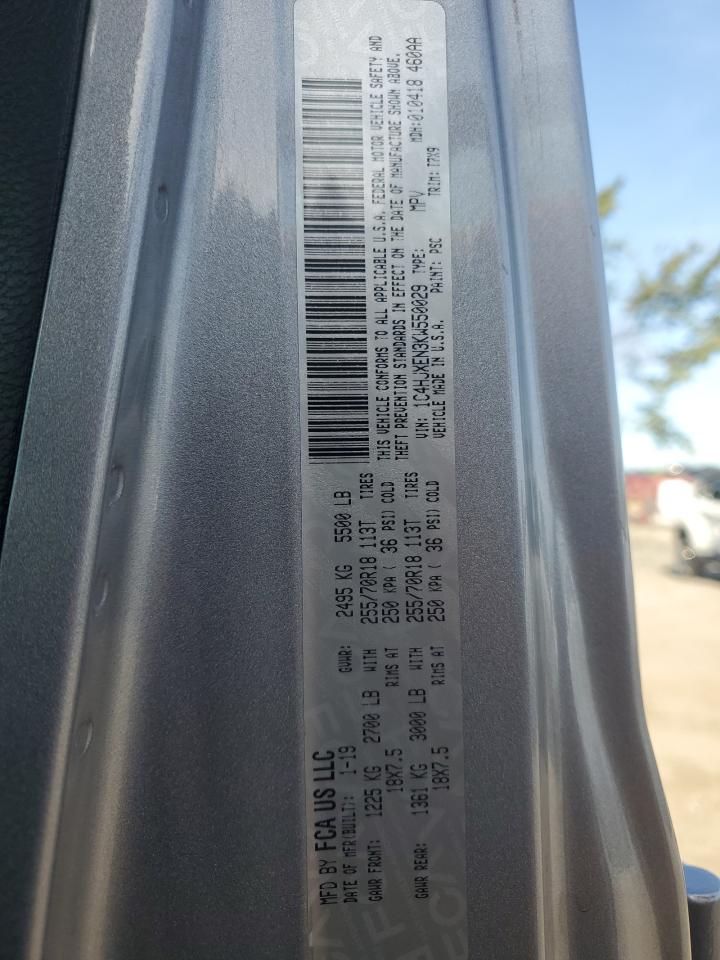 MFD BY FCA US LLC
DATE OF MFR(BUILT): 1-19 GVWR: 2495 KG 5500 LB
GAWR FRONT: 1225 KG 2700 LB WITH 255/70R18 113T TIRES
18X7.5 RIMS AT 250 KPA ( 36 PSI) COLD
GAWR REAR: 1361 KG 3000 LB WITH 255/70R18 113T TIRES
18X7.5 RIMS AT 250 KPA ( 36 PSI) COLD
THIS VEHICLE CONFORMS TO ALL APPLICABLE U.S.A. FEDERAL MOTOR VEHICLE SAFETY AND
THEFT PREVENTION STANDARDS IN EFFECT ON THE DATE OF MANUFACTURE SHOWN ABOVE.
VIN: 1C4HJXEN3KW550029 TYPE: MPV MDH:010418 460AA
VEHICLE MADE IN U.S.A. PAINT: PSC TRIM: T7X9